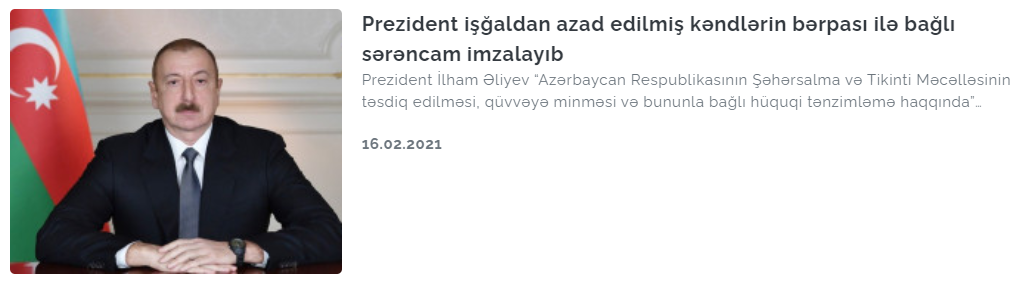 Prezident işğaldan azad edilmiş kəndlərin bərpası ilə bağlı
sərəncam imzalayıb
Prezident İlham Əliyev “Azərbaycan Respublikasının Şəhərsalma və Tikinti Məcəlləsinin
təsdiq edilməsi, qüvvəyə minməsi və bununla bağlı hüquqi tənzimləmə haqqında”...
16.02.2021